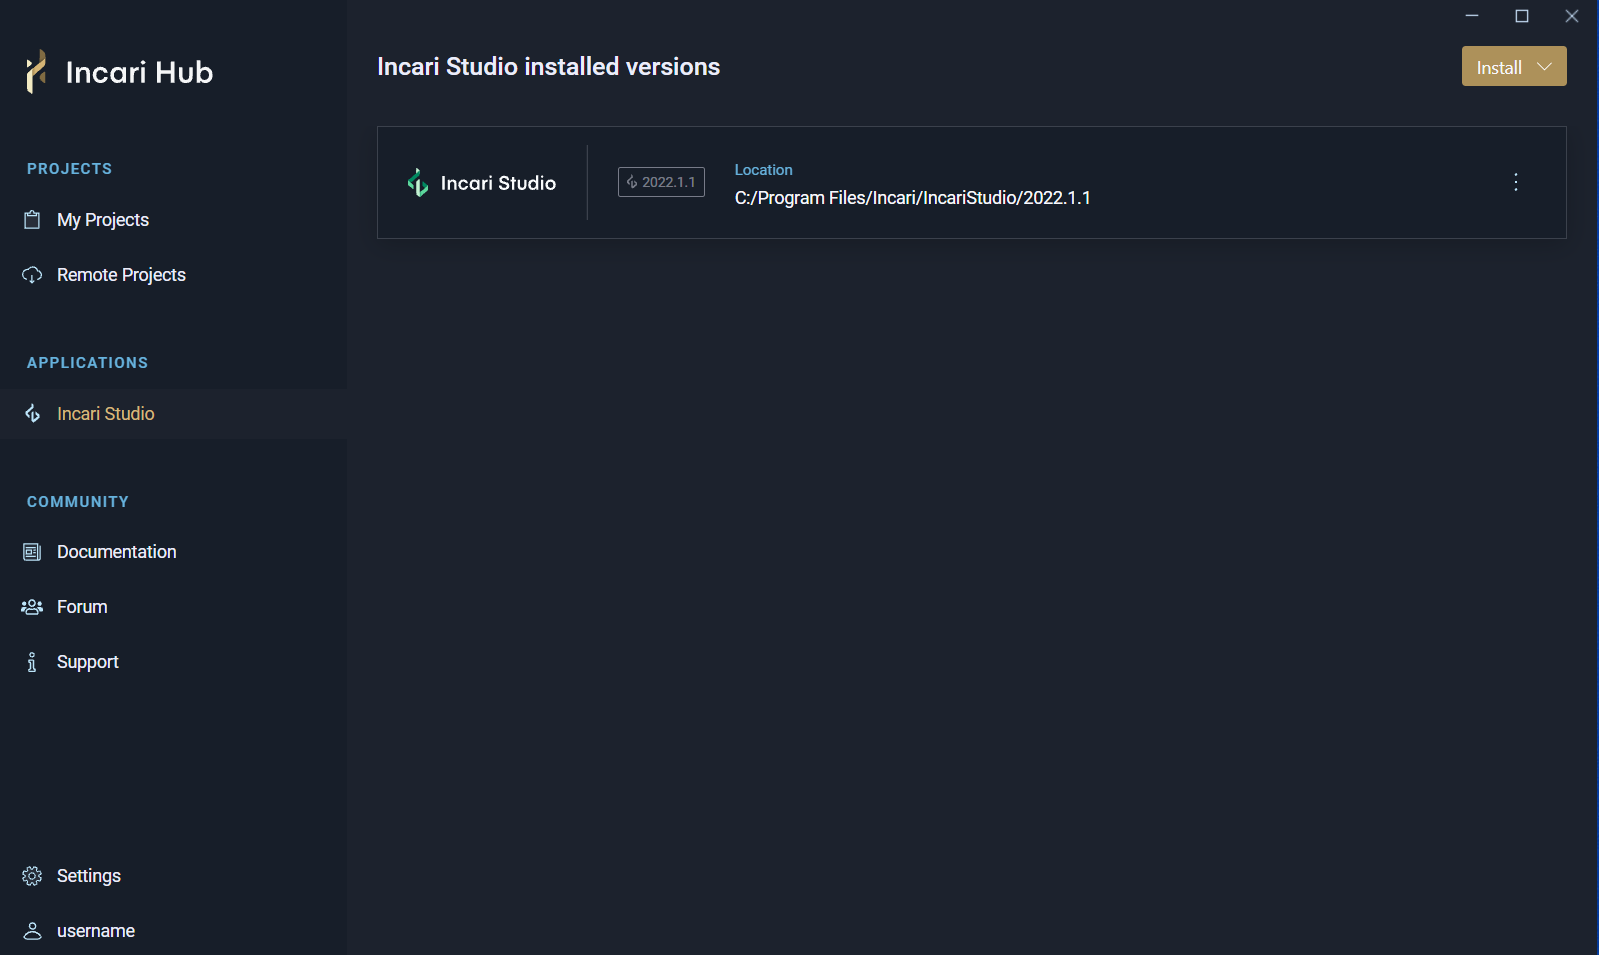 Incari Hub
PROJECTS
My Projects
Remote Projects
APPLICATIONS
Incari Studio
COMMUNITY
Documentation
Forum
Support
Settings
username
Incari Studio installed versions
Install
Incari Studio
2022.1.1
Location
C:/Program Files/Incari/IncariStudio/2022.1.1